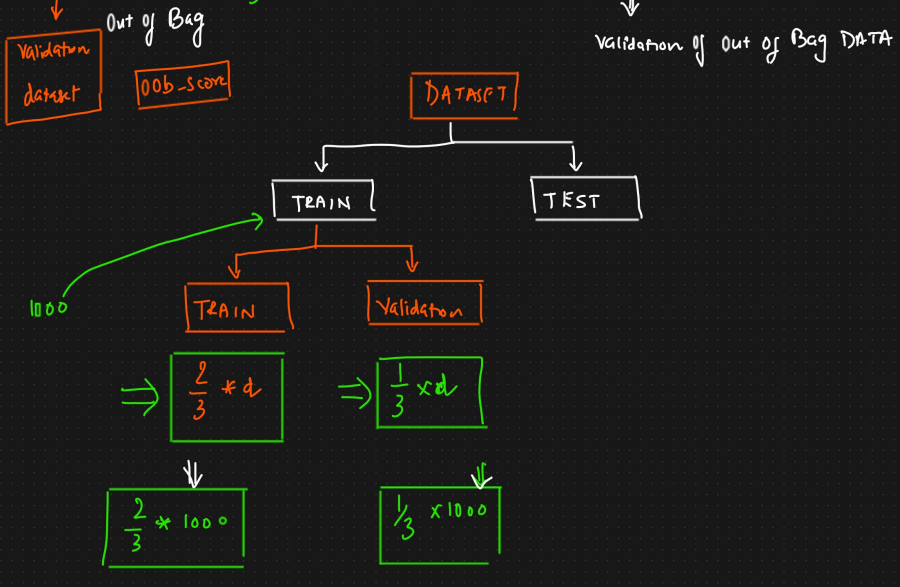 Out of Bag
Validation of Out of Bag DATA
Validation
dataset
OOb_score
DATASET
TRAIN
TEST
1000
TRAIN
Validation
⇒ 2/3 * d
⇒ 1/3 × d
2/3 * 1000
1/3 × 1000